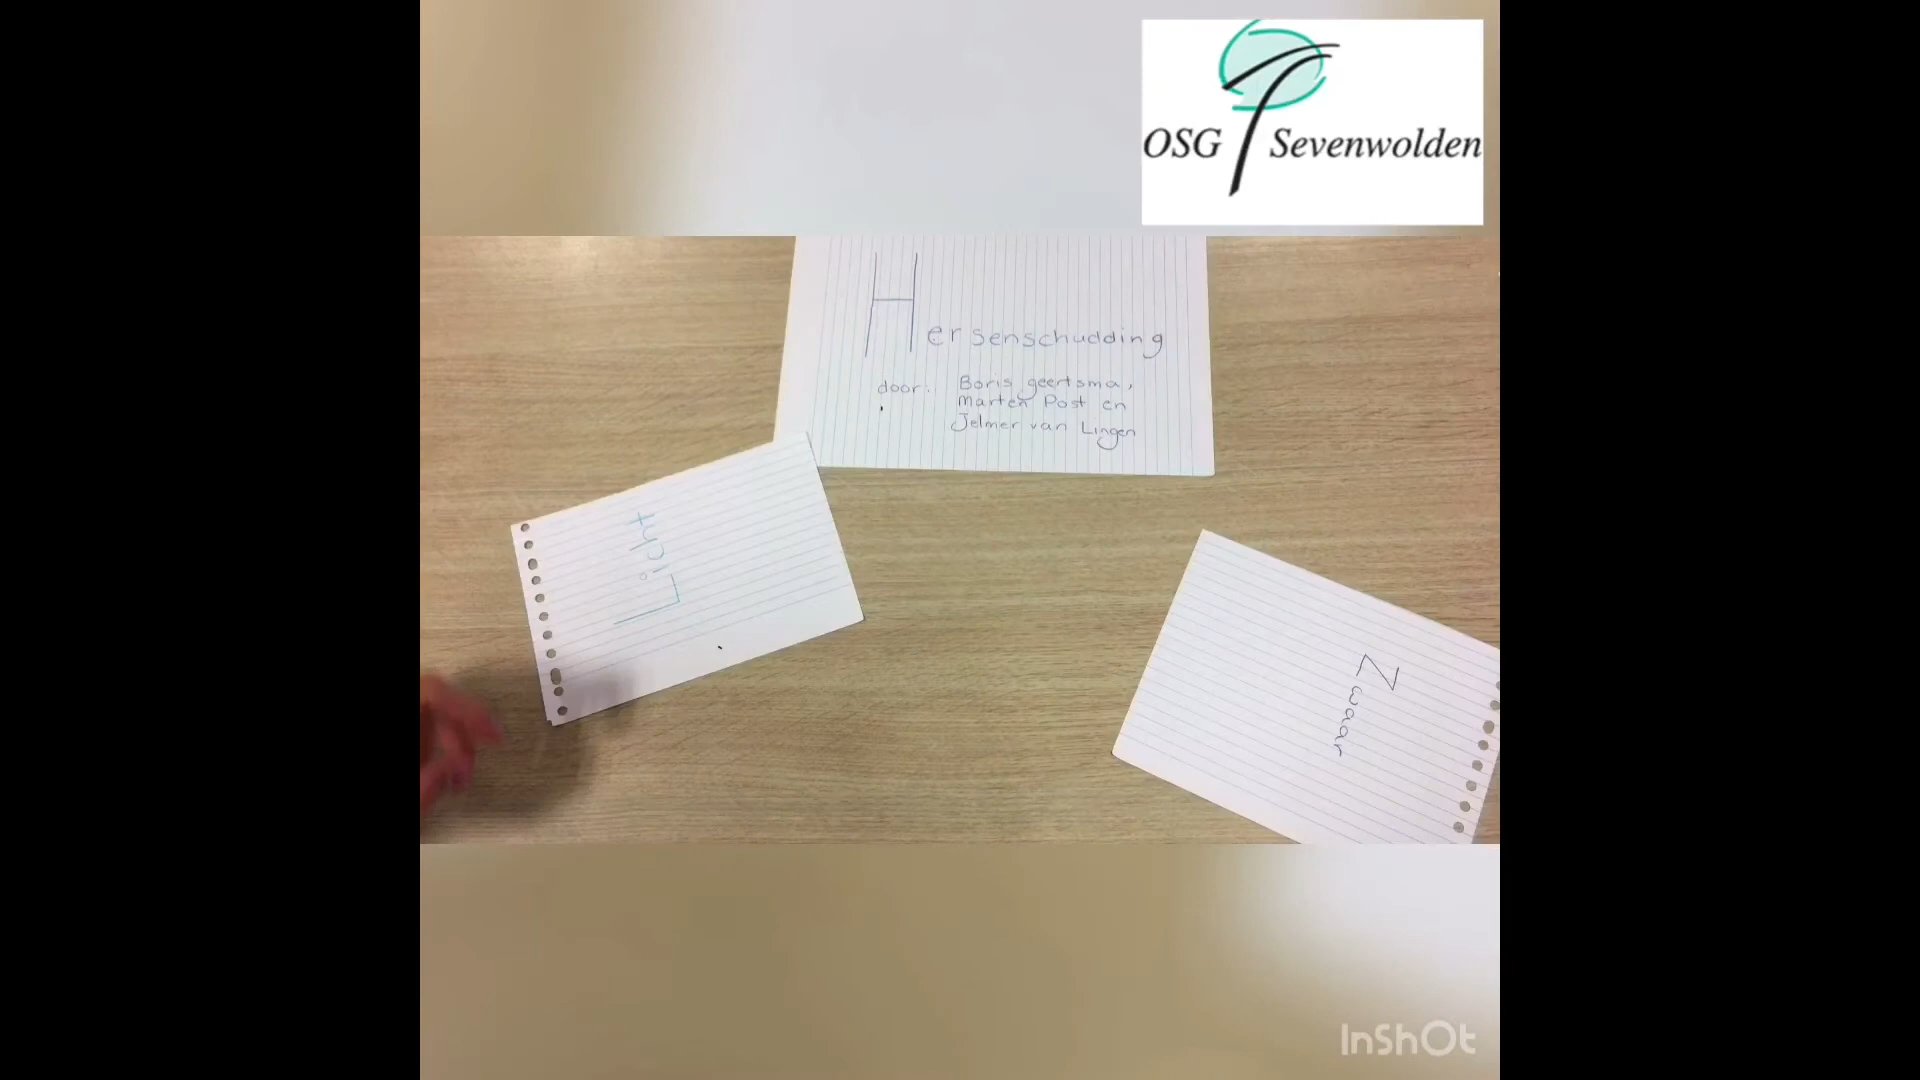 OSG Sevenwolden
Hersenschudding
door: Boris geertsma,
Marten Post en
Jelmer van Lingen
Licht
Zwaar
InShOt